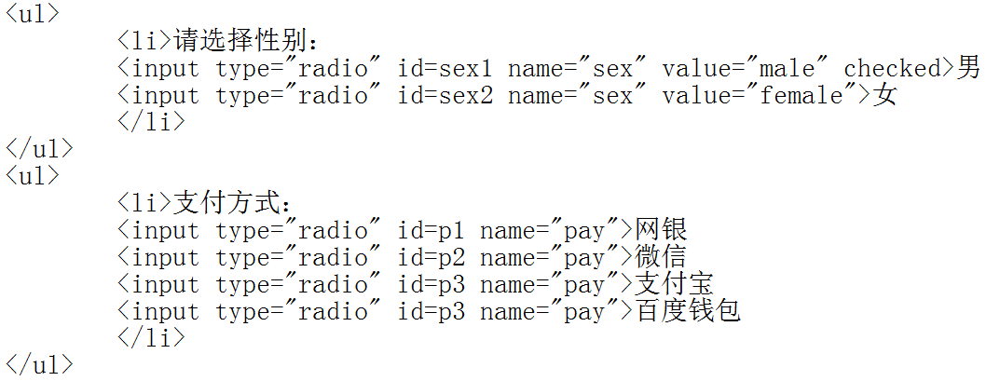 <ul>
<li>请选择性别：
<input type="radio" id=sex1 name="sex" value="male" checked>男
<input type="radio" id=sex2 name="sex" value="female">女
</li>
</ul>
<ul>
<li>支付方式：
<input type="radio" id=p1 name="pay">网银
<input type="radio" id=p2 name="pay">微信
<input type="radio" id=p3 name="pay">支付宝
<input type="radio" id=p3 name="pay">百度钱包
</li>
</ul>